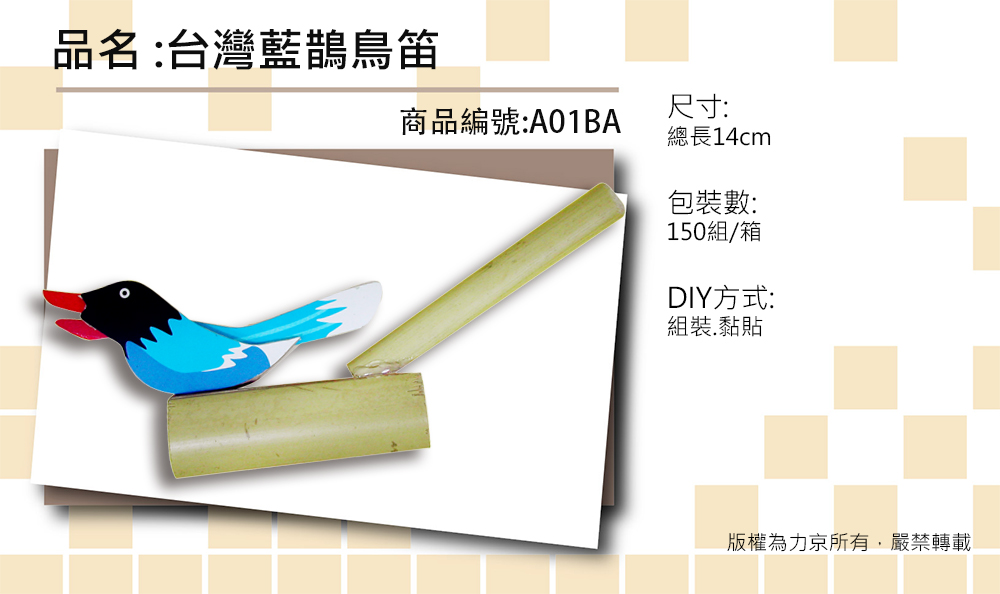 品名 :台灣藍鵲鳥笛
商品編號:A01BA
尺寸:
總長14cm
包裝數:
150組/箱
DIY方式:
組裝.黏貼
版權為力京所有，嚴禁轉載